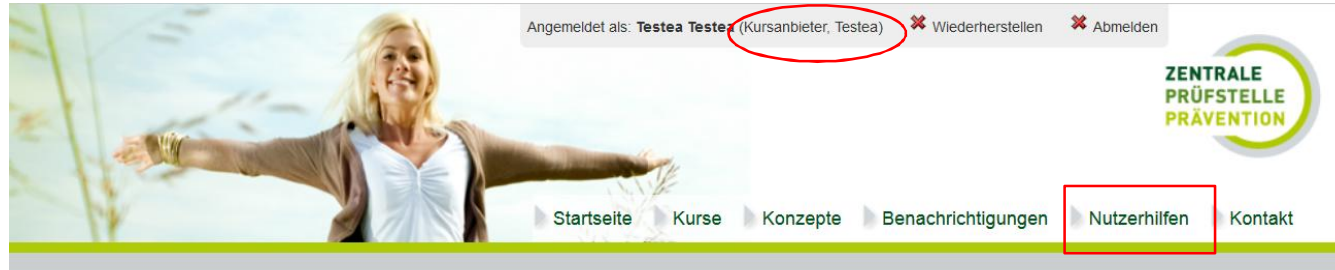 Angemeldet als: Testea Testea (Kursanbieter, Testea) Wiederherstellen Abmelden
ZENTRALE
PRÜFSTELLE
PRÄVENTION
Startseite Kurse Konzepte Benachrichtigungen Nutzerhilfen Kontakt